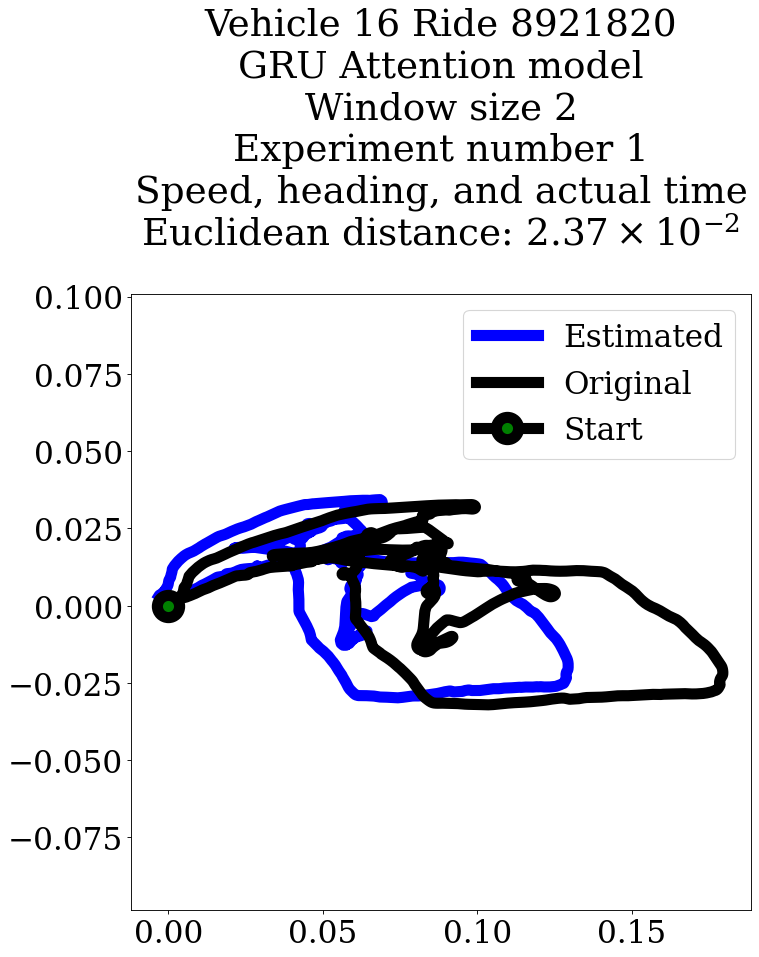 Vehicle 16 Ride 8921820
GRU Attention model
Window size 2
Experiment number 1
Speed, heading, and actual time
Euclidean distance: 2.37 × 10⁻²
0.100
Estimated
0.075
Original
0.050
Start
0.025
0.000
−0.025
−0.050
−0.075
0.00 0.05 0.10 0.15